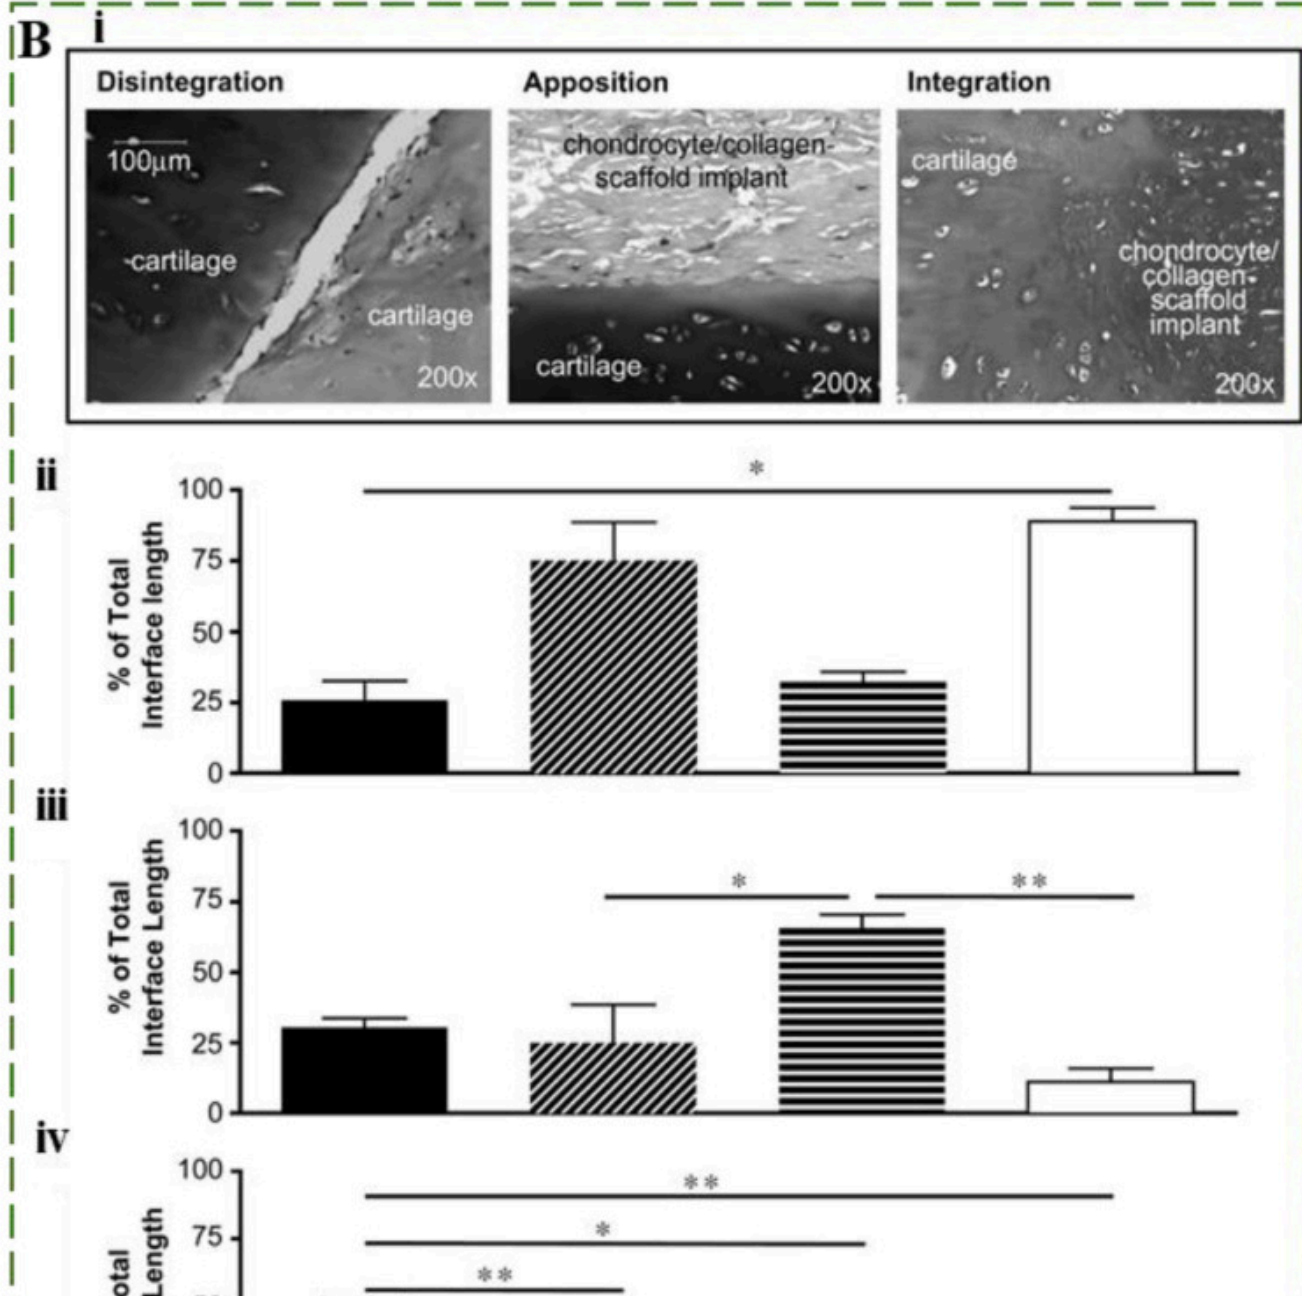 B i
Disintegration Apposition Integration
100μm
cartilage
cartilage
200x
chondrocyte/collagen-
scaffold implant
cartilage
200x
cartilage
chondrocyte/
collagen-
scaffold
implant
200x
ii
*
% of Total
Interface length
100
75
50
25
0
iii
* **
% of Total
Interface Length
100
75
50
25
0
iv
**
*
**
100
75
Length